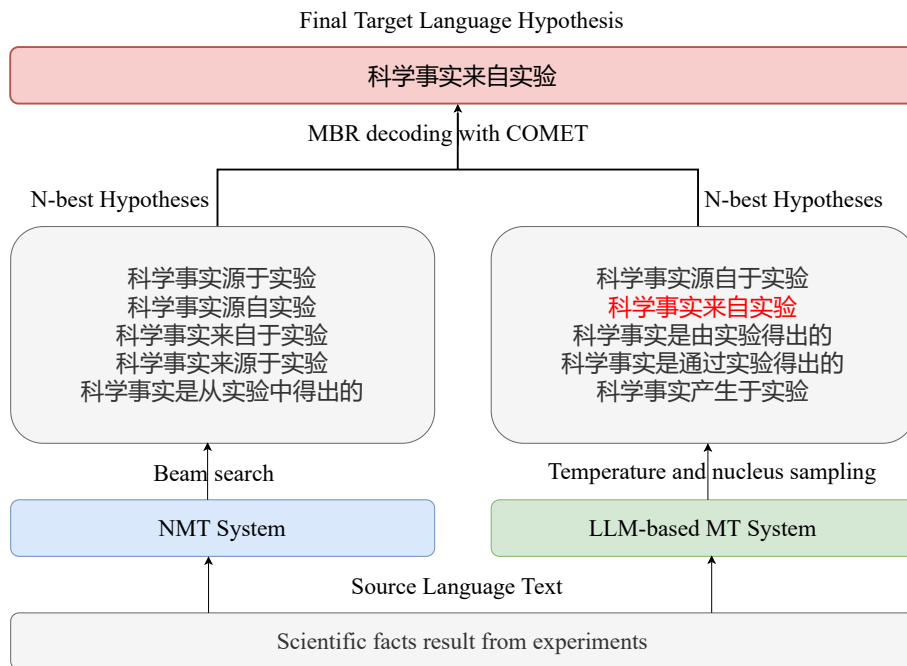 Final Target Language Hypothesis
科学事实来自实验
MBR decoding with COMET
N-best Hypotheses
N-best Hypotheses
科学事实源于实验
科学事实源自实验
科学事实来自于实验
科学事实来源于实验
科学事实是从实验中得出的
科学事实源自于实验
科学事实来自实验
科学事实是由实验得出的
科学事实是通过实验得出的
科学事实产生于实验
Beam search
Temperature and nucleus sampling
NMT System
LLM-based MT System
Source Language Text
Scientific facts result from experiments